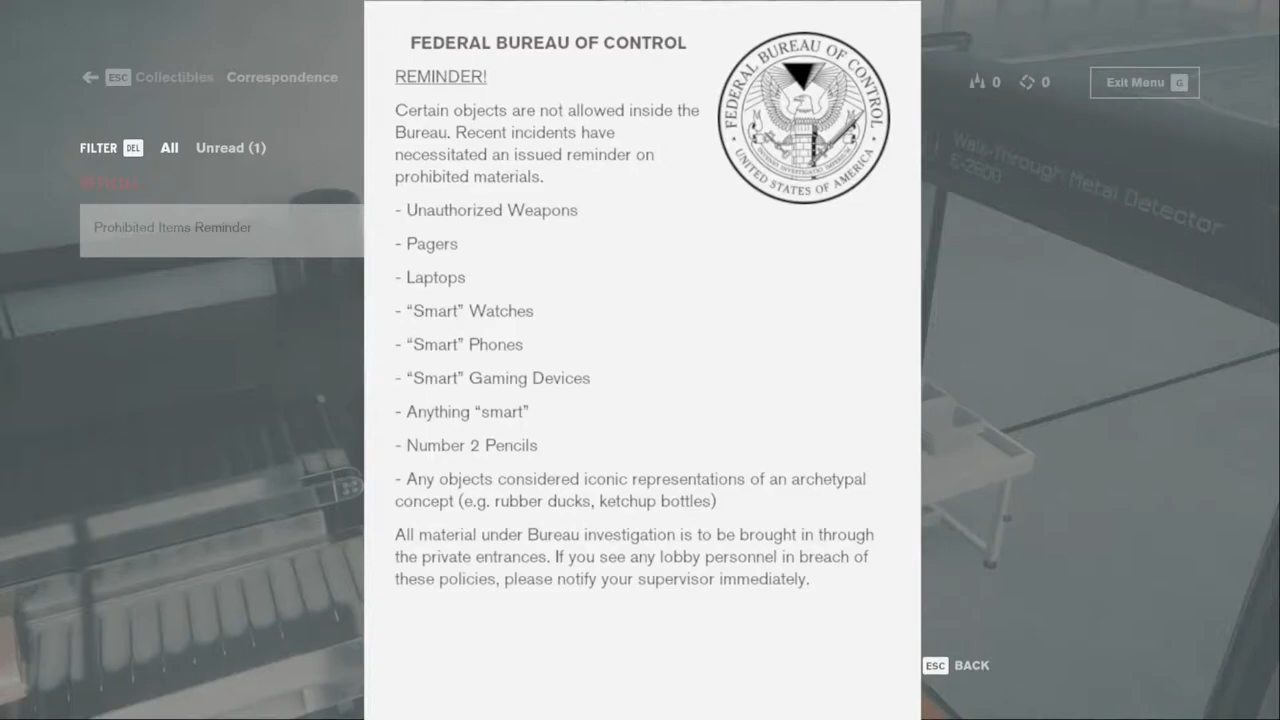 FEDERAL BUREAU OF CONTROL
REMINDER!
Certain objects are not allowed inside the
Bureau. Recent incidents have
necessitated an issued reminder on
prohibited materials.
- Unauthorized Weapons
- Pagers
- Laptops
- “Smart” Watches
- “Smart” Phones
- “Smart” Gaming Devices
- Anything “smart”
- Number 2 Pencils
- Any objects considered iconic representations of an archetypal
concept (e.g. rubber ducks, ketchup bottles)
All material under Bureau investigation is to be brought in through
the private entrances. If you see any lobby personnel in breach of
these policies, please notify your supervisor immediately.
FEDERAL BUREAU OF CONTROL
UNITED STATES OF AMERICA
ESC Collectibles Correspondence
FILTER DEL All Unread (1)
OFFICIAL
Prohibited Items Reminder
0 0
Exit Menu G
Walk-Through Metal Detector
ESC BACK